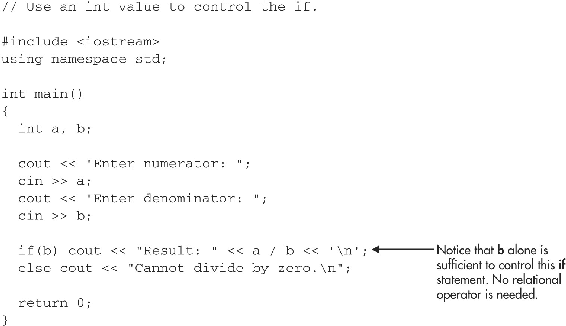 // Use an int value to control the if.
#include <iostream>
using namespace std;
int main()
{
int a, b;
cout << "Enter numerator: ";
cin >> a;
cout << "Enter denominator: ";
cin >> b;
if(b) cout << "Result: " << a / b << '\n';
else cout << "Cannot divide by zero.\n";
return 0;
}
Notice that b alone is
sufficient to control this if
statement. No relational
operator is needed.